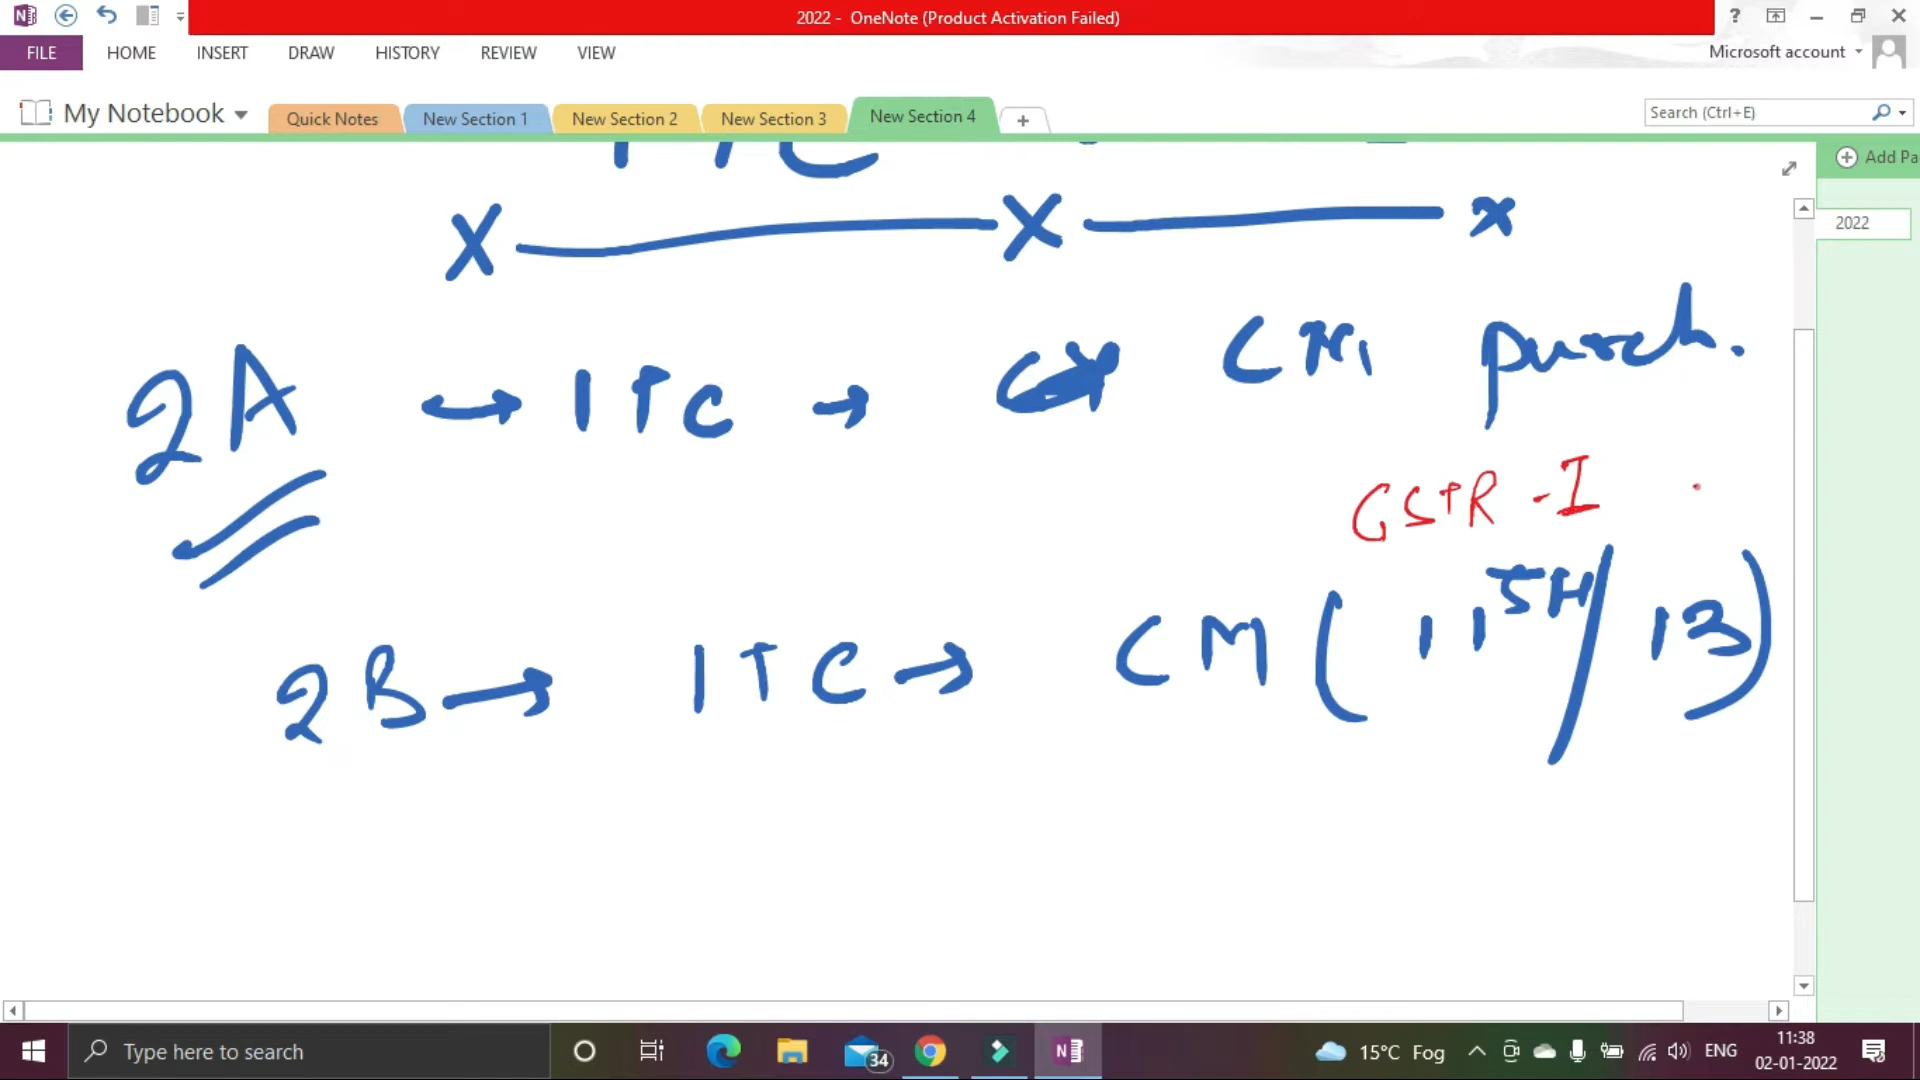 2022 - OneNote (Product Activation Failed)
?
FILE HOME INSERT DRAW HISTORY REVIEW VIEW
Microsoft account
My Notebook
Quick Notes
New Section 1
New Section 2
New Section 3
New Section 4
+
Search (Ctrl+E)
Add Pa
2022
X X x
2A ↔ ITC → CM, purch.
GSTR - I
2B → ITC → CM (11th / 13)
Type here to search
34
15°C Fog
ENG
11:38
02-01-2022